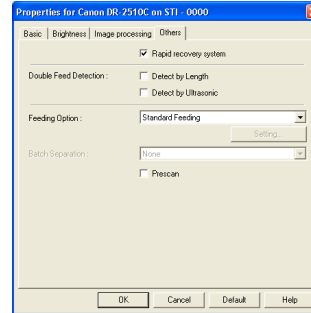 Properties for Canon DR-2510C on STI - 0000
Basic Brightness Image processing Others
Rapid recovery system
Double Feed Detection : Detect by Length
Detect by Ultrasonic
Feeding Option : Standard Feeding
Setting...
Batch Separation : None
Prescan
OK Cancel Default Help